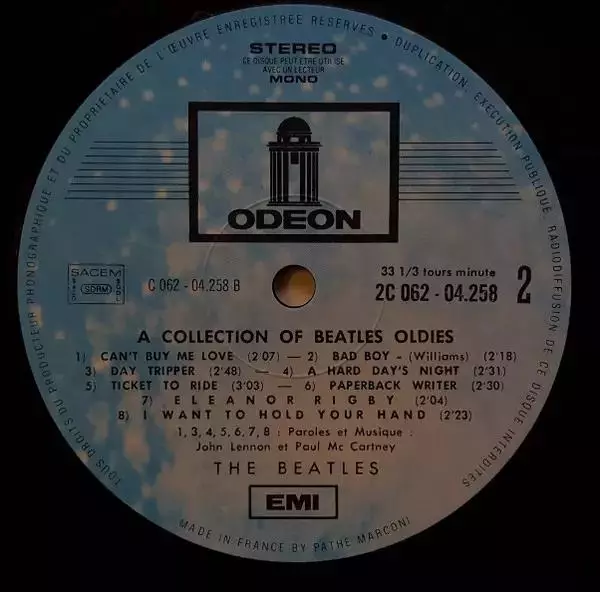 TOUS DROITS DU PRODUCTEUR PHONOGRAPHIQUE ET DU PROPRIETAIRE DE L'ŒUVRE ENREGISTREE RESERVES • DUPLICATION EXECUTION PUBLIQUE RADIODIFFUSION DE CE DISQUE INTERDITES
STEREO
CE DISQUE PEUT ÊTRE UTILISÉ
AVEC UN LECTEUR
MONO
ODEON
SACEM
SDRM
C 062 - 04.258 B
33 1/3 tours minute
2C 062 - 04.258
2
A COLLECTION OF BEATLES OLDIES
1) CAN'T BUY ME LOVE (2'07) — 2) BAD BOY - (Williams) (2'18)
3) DAY TRIPPER (2'48) — 4) A HARD DAY'S NIGHT (2'31)
5) TICKET TO RIDE (3'03) — 6) PAPERBACK WRITER (2'30)
7) ELEANOR RIGBY (2'04)
8) I WANT TO HOLD YOUR HAND (2'23)
1, 3, 4, 5, 6, 7, 8 : Paroles et Musique :
John Lennon et Paul Mc Cartney
THE BEATLES
EMI
MADE IN FRANCE BY PATHE MARCONI